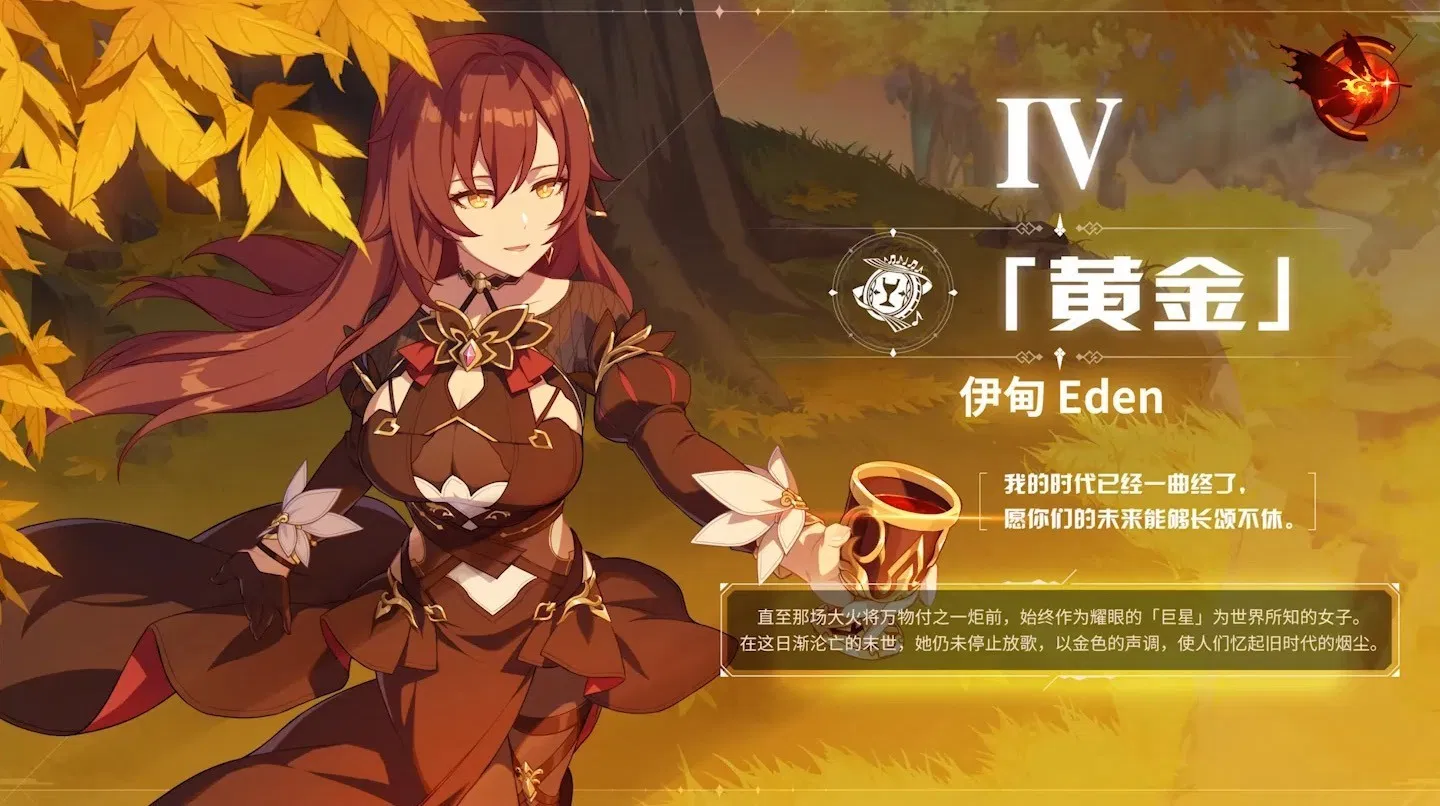 IV
「黄金」
伊甸 Eden
我的时代已经一曲终了，
愿你们的未来能够长颂不休。
直至那场大火将万物付之一炬前，始终作为耀眼的「巨星」为世界所知的女子。
在这日渐沦亡的末世，她仍未停止放歌，以金色的声调，使人们忆起旧时代的烟尘。